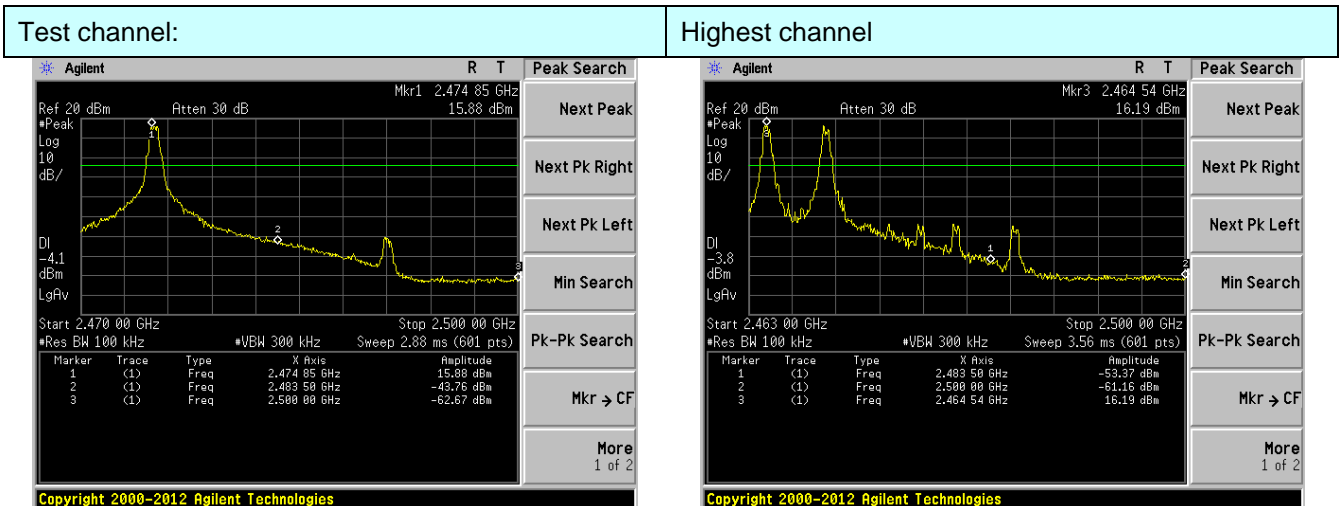 Test channel:
Highest channel
Agilent R T Peak Search
Mkr1 2.474 85 GHz
Ref 20 dBm Atten 30 dB 15.88 dBm
#Peak
Log
10
dB/
DI
-4.1
dBm
LgAv
1
2
3
Start 2.470 00 GHz Stop 2.500 00 GHz
#Res BW 100 kHz #VBW 300 kHz Sweep 2.88 ms (601 pts)
Marker Trace Type X Axis Amplitude
1 (1) Freq 2.474 85 GHz 15.88 dBm
2 (1) Freq 2.483 50 GHz -43.76 dBm
3 (1) Freq 2.500 00 GHz -62.67 dBm
Next Peak
Next Pk Right
Next Pk Left
Min Search
Pk-Pk Search
Mkr → CF
More
1 of 2
Copyright 2000-2012 Agilent Technologies
Agilent R T Peak Search
Mkr3 2.464 54 GHz
Ref 20 dBm Atten 30 dB 16.19 dBm
#Peak
Log
10
dB/
DI
-3.8
dBm
LgAv
3
1
2
Start 2.463 00 GHz Stop 2.500 00 GHz
#Res BW 100 kHz #VBW 300 kHz Sweep 3.56 ms (601 pts)
Marker Trace Type X Axis Amplitude
1 (1) Freq 2.483 50 GHz -53.37 dBm
2 (1) Freq 2.500 00 GHz -61.16 dBm
3 (1) Freq 2.464 54 GHz 16.19 dBm
Next Peak
Next Pk Right
Next Pk Left
Min Search
Pk-Pk Search
Mkr → CF
More
1 of 2
Copyright 2000-2012 Agilent Technologies